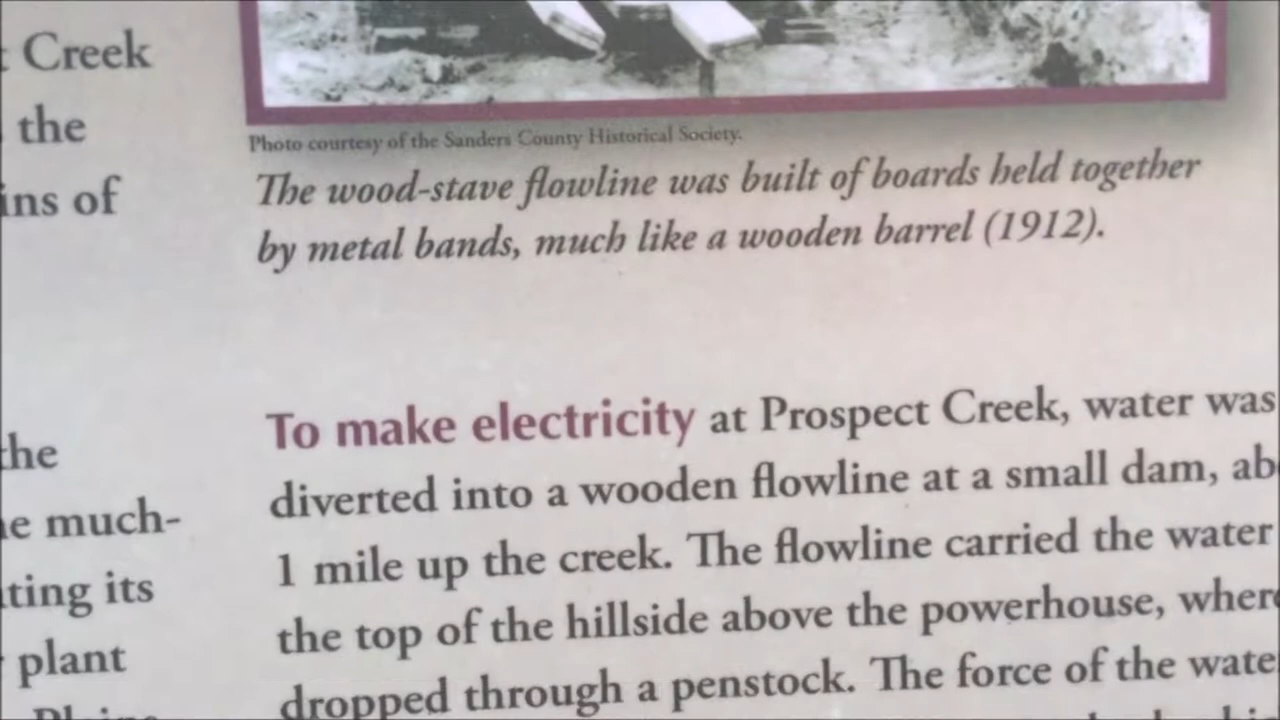 Creek
the
ins of
the
e much-
ting its
plant
Photo courtesy of the Sanders County Historical Society.
The wood-stave flowline was built of boards held together
by metal bands, much like a wooden barrel (1912).
To make electricity at Prospect Creek, water was
diverted into a wooden flowline at a small dam, ab
1 mile up the creek. The flowline carried the water
the top of the hillside above the powerhouse, where
dropped through a penstock. The force of the wate